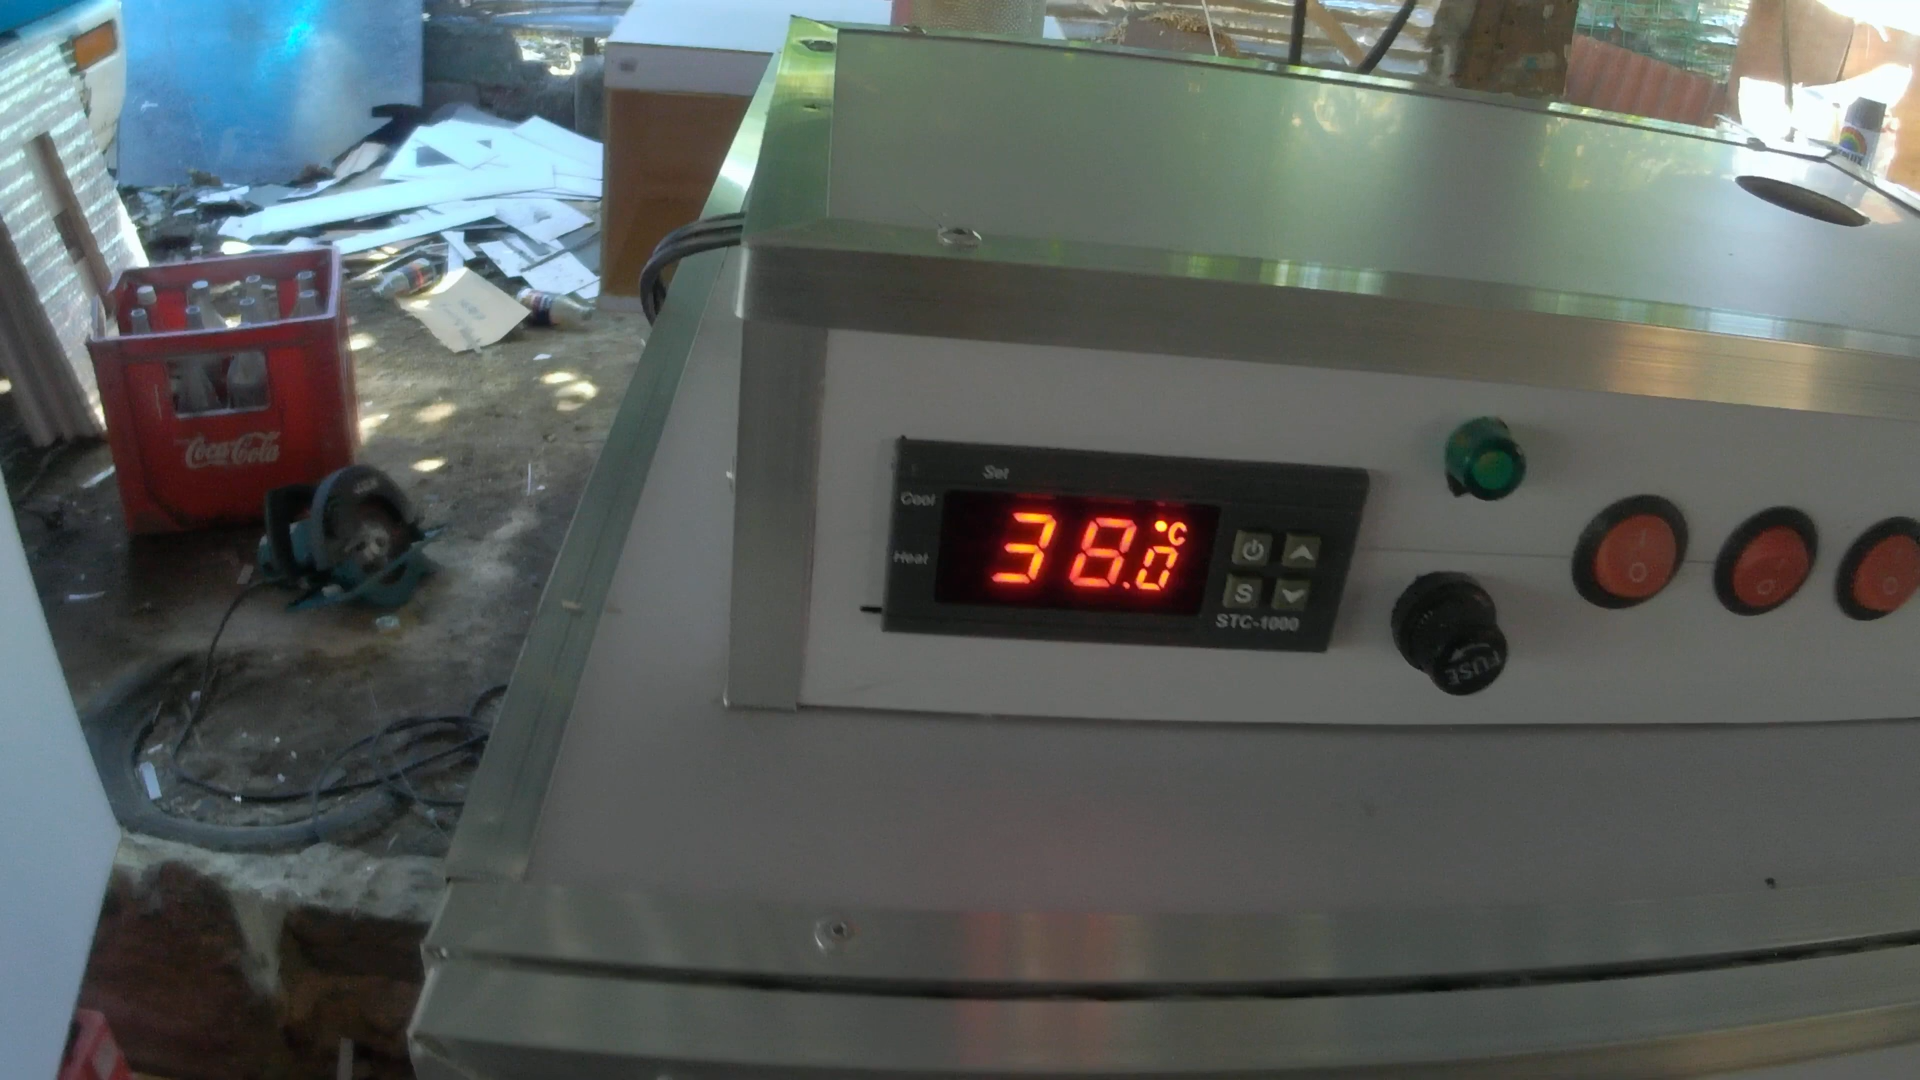 Coca-Cola
Set
Cool
Heat
38.0
°C
S
STC-1000
FUSE